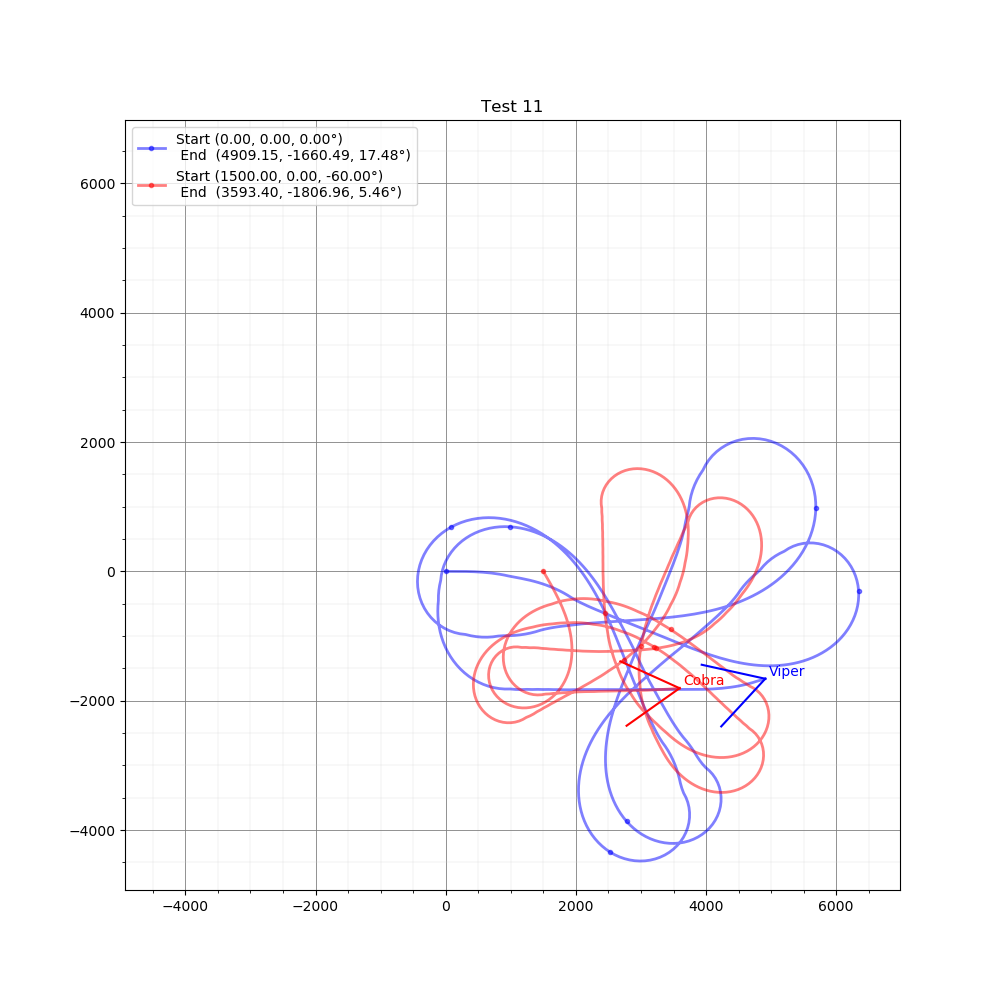 Test 11
Start (0.00, 0.00, 0.00°)
End  (4909.15, -1660.49, 17.48°)
Start (1500.00, 0.00, -60.00°)
End  (3593.40, -1806.96, 5.46°)
6000
4000
2000
0
−2000
−4000
Viper
Cobra
−4000 −2000 0 2000 4000 6000